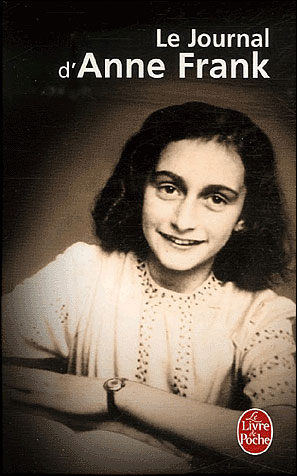 Le Journal
d'Anne Frank
Le
Livre
de
Poche